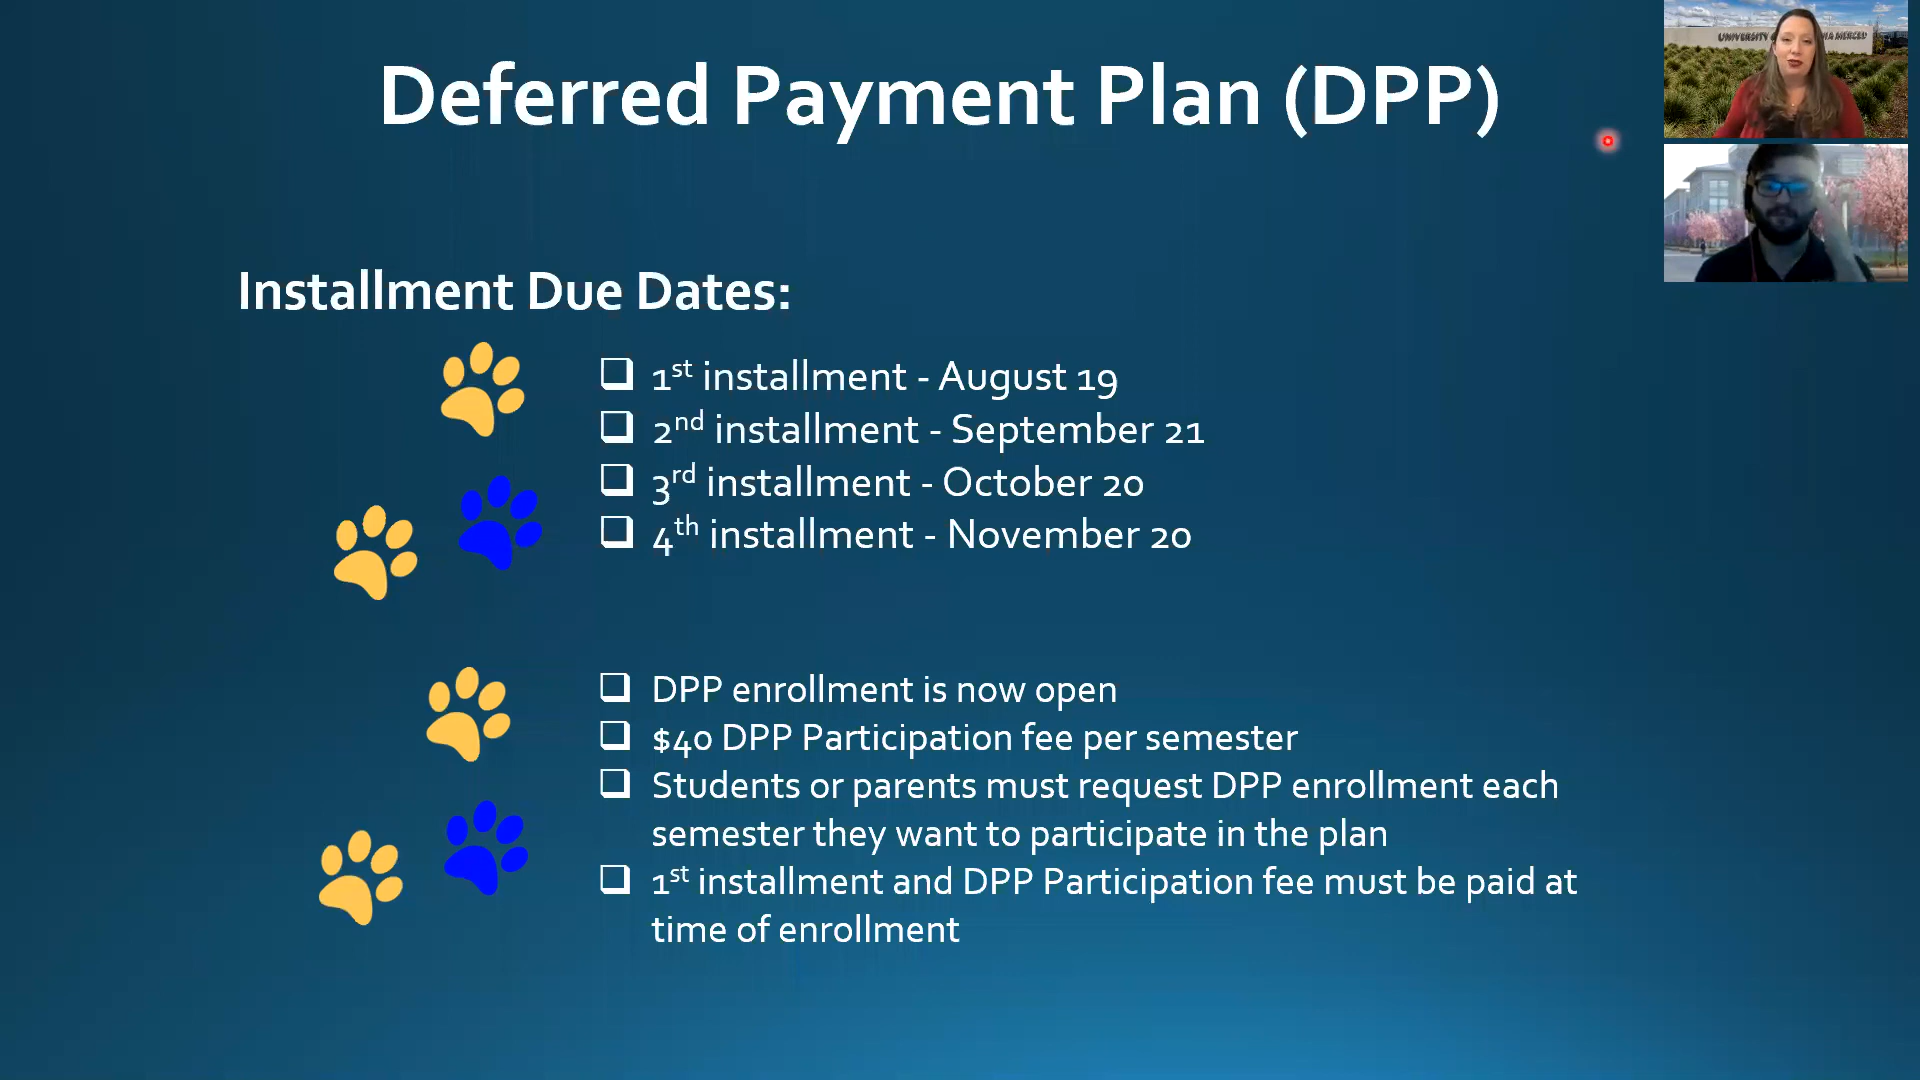 Deferred Payment Plan (DPP)
UNIVERSITY
MERCED
Installment Due Dates:
1st installment - August 19
2nd installment - September 21
3rd installment - October 20
4th installment - November 20
DPP enrollment is now open
$40 DPP Participation fee per semester
Students or parents must request DPP enrollment each
semester they want to participate in the plan
1st installment and DPP Participation fee must be paid at
time of enrollment